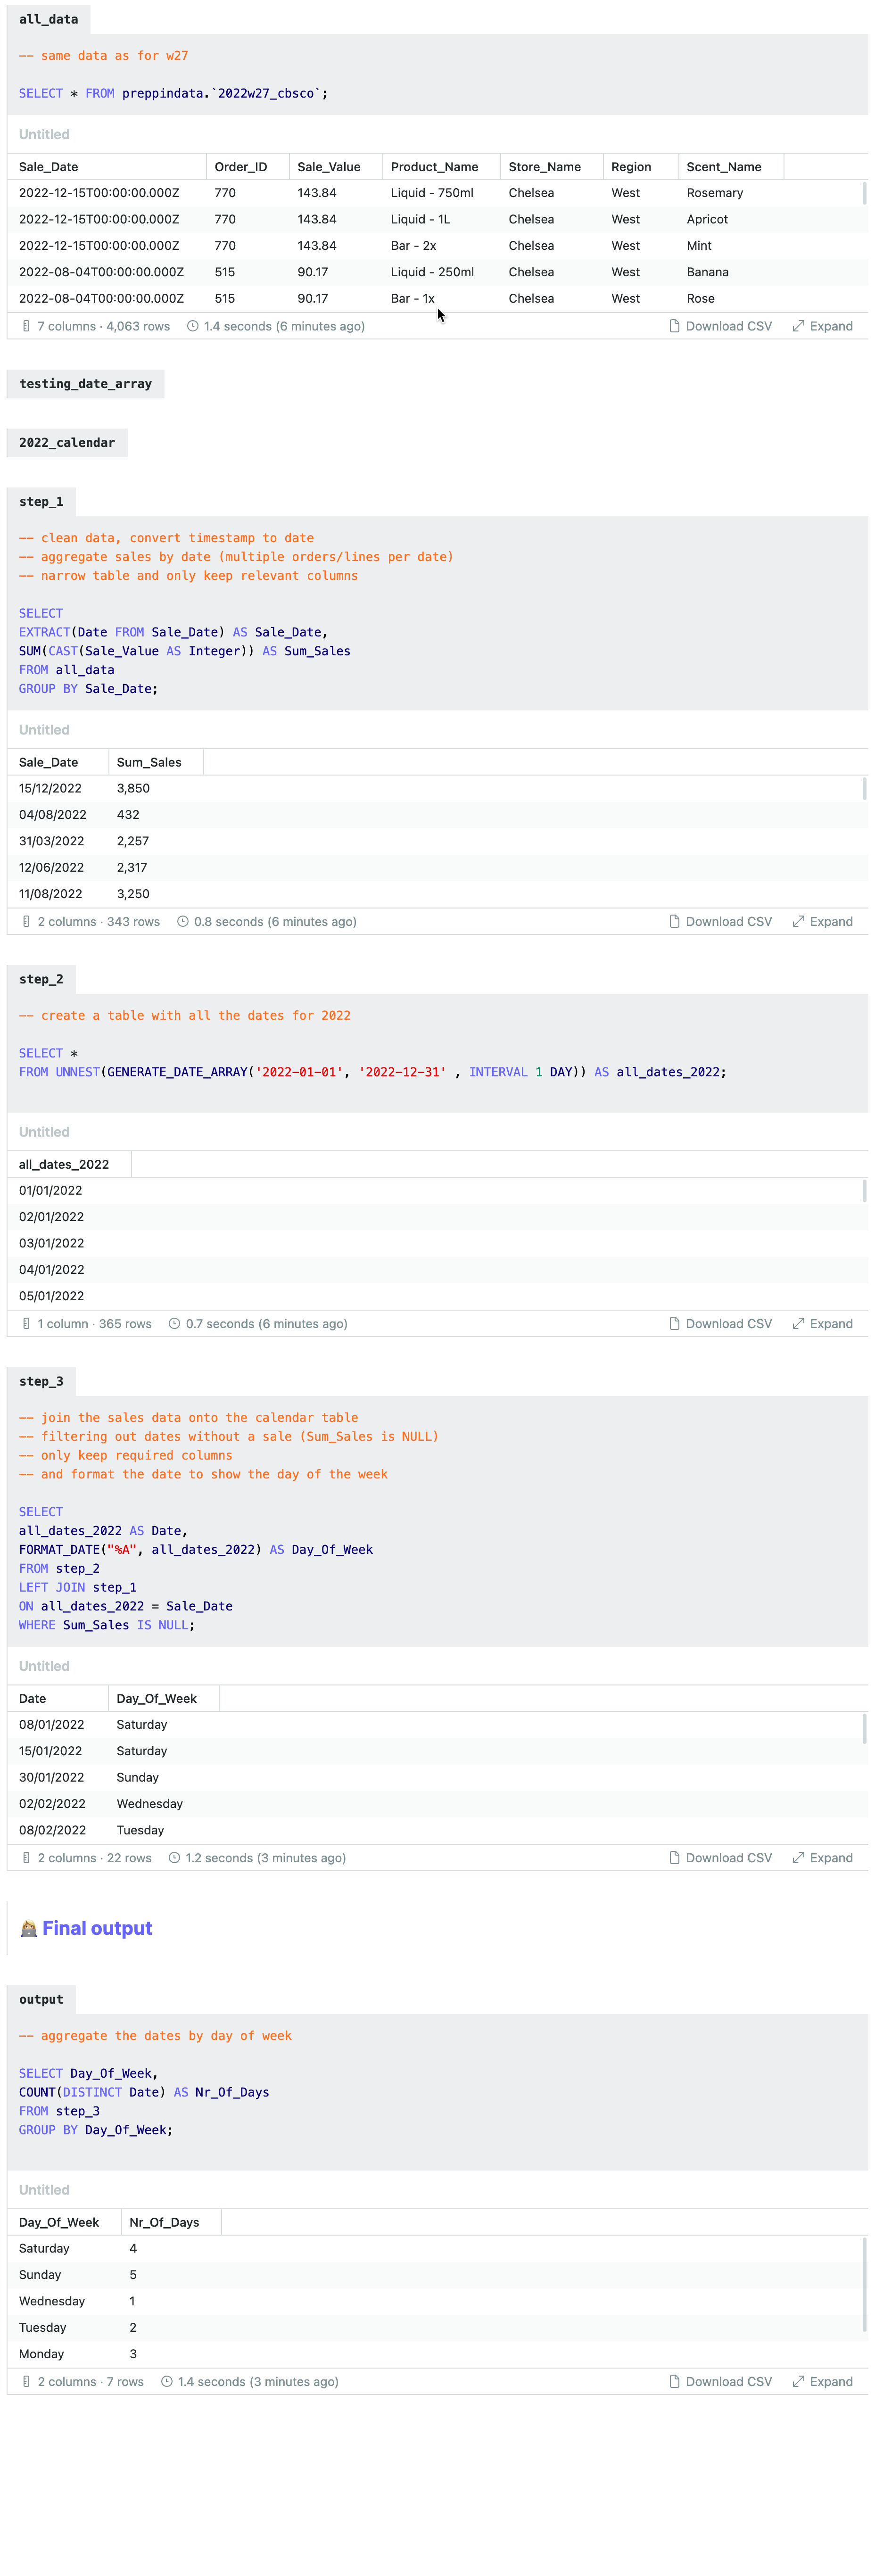 all_data
-- same data as for w27
SELECT * FROM preppindata.`2022w27_cbsco`;
Untitled
Sale_Date Order_ID Sale_Value Product_Name Store_Name Region Scent_Name
2022-12-15T00:00:00.000Z 770 143.84 Liquid - 750ml Chelsea West Rosemary
2022-12-15T00:00:00.000Z 770 143.84 Liquid - 1L Chelsea West Apricot
2022-12-15T00:00:00.000Z 770 143.84 Bar - 2x Chelsea West Mint
2022-08-04T00:00:00.000Z 515 90.17 Liquid - 250ml Chelsea West Banana
2022-08-04T00:00:00.000Z 515 90.17 Bar - 1x Chelsea West Rose
7 columns · 4,063 rows 1.4 seconds (6 minutes ago) Download CSV Expand
testing_date_array
2022_calendar
step_1
-- clean data, convert timestamp to date
-- aggregate sales by date (multiple orders/lines per date)
-- narrow table and only keep relevant columns
SELECT
EXTRACT(Date FROM Sale_Date) AS Sale_Date,
SUM(CAST(Sale_Value AS Integer)) AS Sum_Sales
FROM all_data
GROUP BY Sale_Date;
Untitled
Sale_Date Sum_Sales
15/12/2022 3,850
04/08/2022 432
31/03/2022 2,257
12/06/2022 2,317
11/08/2022 3,250
2 columns · 343 rows 0.8 seconds (6 minutes ago) Download CSV Expand
step_2
-- create a table with all the dates for 2022
SELECT *
FROM UNNEST(GENERATE_DATE_ARRAY('2022-01-01', '2022-12-31' , INTERVAL 1 DAY)) AS all_dates_2022;
Untitled
all_dates_2022
01/01/2022
02/01/2022
03/01/2022
04/01/2022
05/01/2022
1 column · 365 rows 0.7 seconds (6 minutes ago) Download CSV Expand
step_3
-- join the sales data onto the calendar table
-- filtering out dates without a sale (Sum_Sales is NULL)
-- only keep required columns
-- and format the date to show the day of the week
SELECT
all_dates_2022 AS Date,
FORMAT_DATE("%A", all_dates_2022) AS Day_Of_Week
FROM step_2
LEFT JOIN step_1
ON all_dates_2022 = Sale_Date
WHERE Sum_Sales IS NULL;
Untitled
Date Day_Of_Week
08/01/2022 Saturday
15/01/2022 Saturday
30/01/2022 Sunday
02/02/2022 Wednesday
08/02/2022 Tuesday
2 columns · 22 rows 1.2 seconds (3 minutes ago) Download CSV Expand
Final output
output
-- aggregate the dates by day of week
SELECT Day_Of_Week,
COUNT(DISTINCT Date) AS Nr_Of_Days
FROM step_3
GROUP BY Day_Of_Week;
Untitled
Day_Of_Week Nr_Of_Days
Saturday 4
Sunday 5
Wednesday 1
Tuesday 2
Monday 3
2 columns · 7 rows 1.4 seconds (3 minutes ago) Download CSV Expand